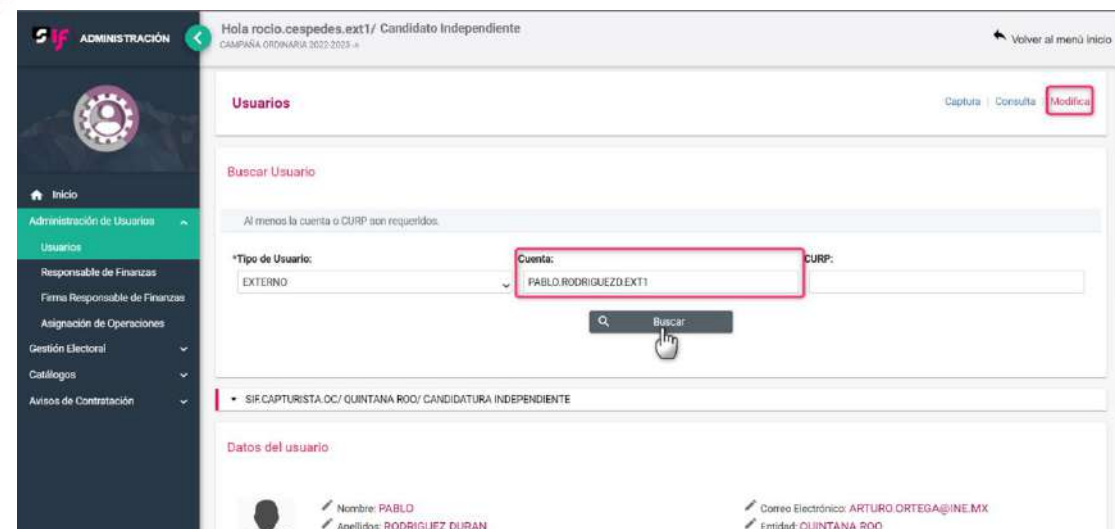 SIF ADMINISTRACIÓN
Hola rocio.cespedes.ext1/ Candidato Independiente
CAMPAÑA ORDINARIA 2022-2023 -
Volver al menú inicio
Usuarios
Captura | Consulta | Modifica
Buscar Usuario
Al menos la cuenta o CURP son requeridos.
*Tipo de Usuario:
Cuenta:
CURP:
EXTERNO
PABLO.RODRIGUEZD.EXT1
Buscar
Inicio
Administración de Usuarios
Usuarios
Responsable de Finanzas
Firma Responsable de Finanzas
Asignación de Operaciones
Gestión Electoral
Catálogos
Avisos de Contratación
SIF.CAPTURISTA.OC/ QUINTANA ROO/ CANDIDATURA INDEPENDIENTE
Datos del usuario
Nombre: PABLO
Apellidos: RODRIGUEZ DURAN
Correo Electrónico: ARTURO.ORTEGA@INE.MX
Entidad: QUINTANA ROO